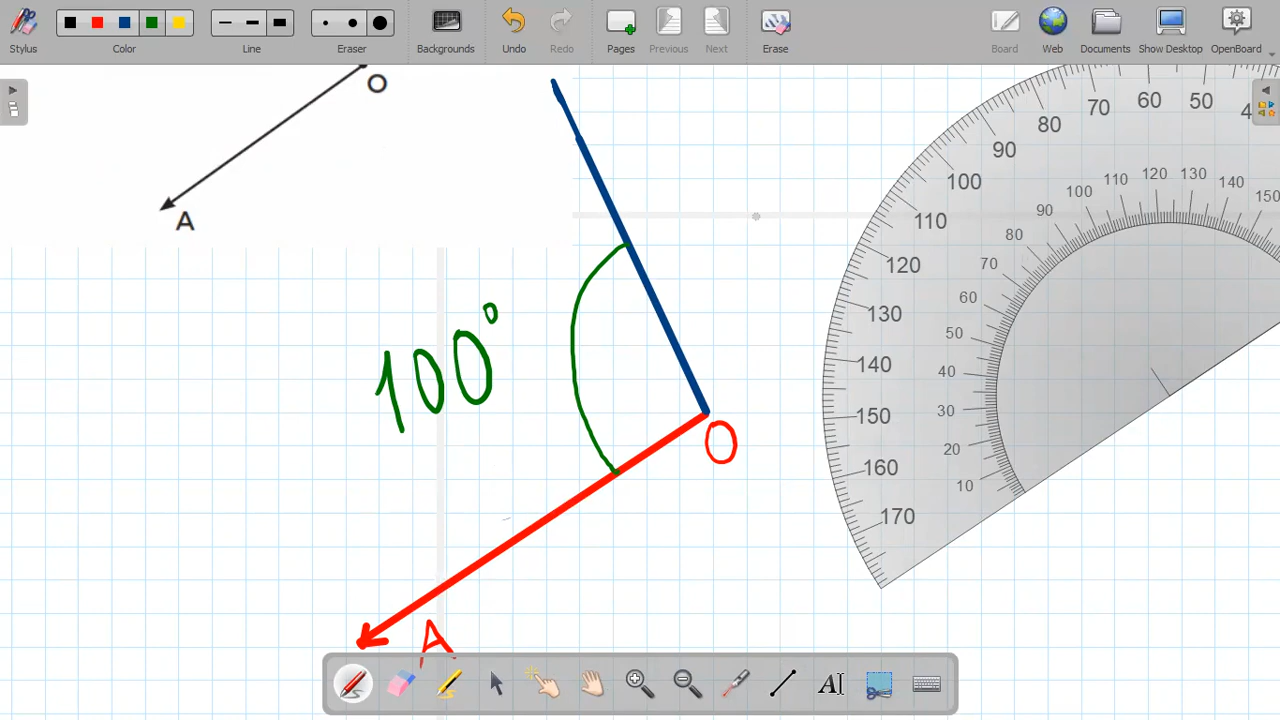 Stylus Color Line Eraser Backgrounds Undo Redo Pages Previous Next Erase Board Web Documents Show Desktop OpenBoard
O
A
100°
O
A
170 160 150 140 130 120 110 100 90 80 70 60 50 4
10 20 30 40 50 60 70 80 90 100 110 120 130 140 150
AI